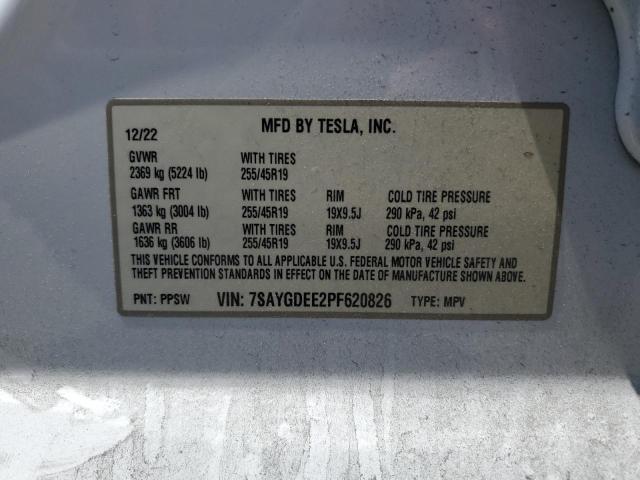 MFD BY TESLA, INC.
12/22
GVWR WITH TIRES
2369 kg (5224 lb) 255/45R19
GAWR FRT WITH TIRES RIM COLD TIRE PRESSURE
1363 kg (3004 lb) 255/45R19 19X9.5J 290 kPa, 42 psi
GAWR RR WITH TIRES RIM COLD TIRE PRESSURE
1636 kg (3606 lb) 255/45R19 19X9.5J 290 kPa, 42 psi
THIS VEHICLE CONFORMS TO ALL APPLICABLE U.S. FEDERAL MOTOR VEHICLE SAFETY AND
THEFT PREVENTION STANDARDS IN EFFECT ON THE DATE OF MANUFACTURE SHOWN ABOVE.
PNT: PPSW VIN: 7SAYGDEE2PF620826 TYPE: MPV